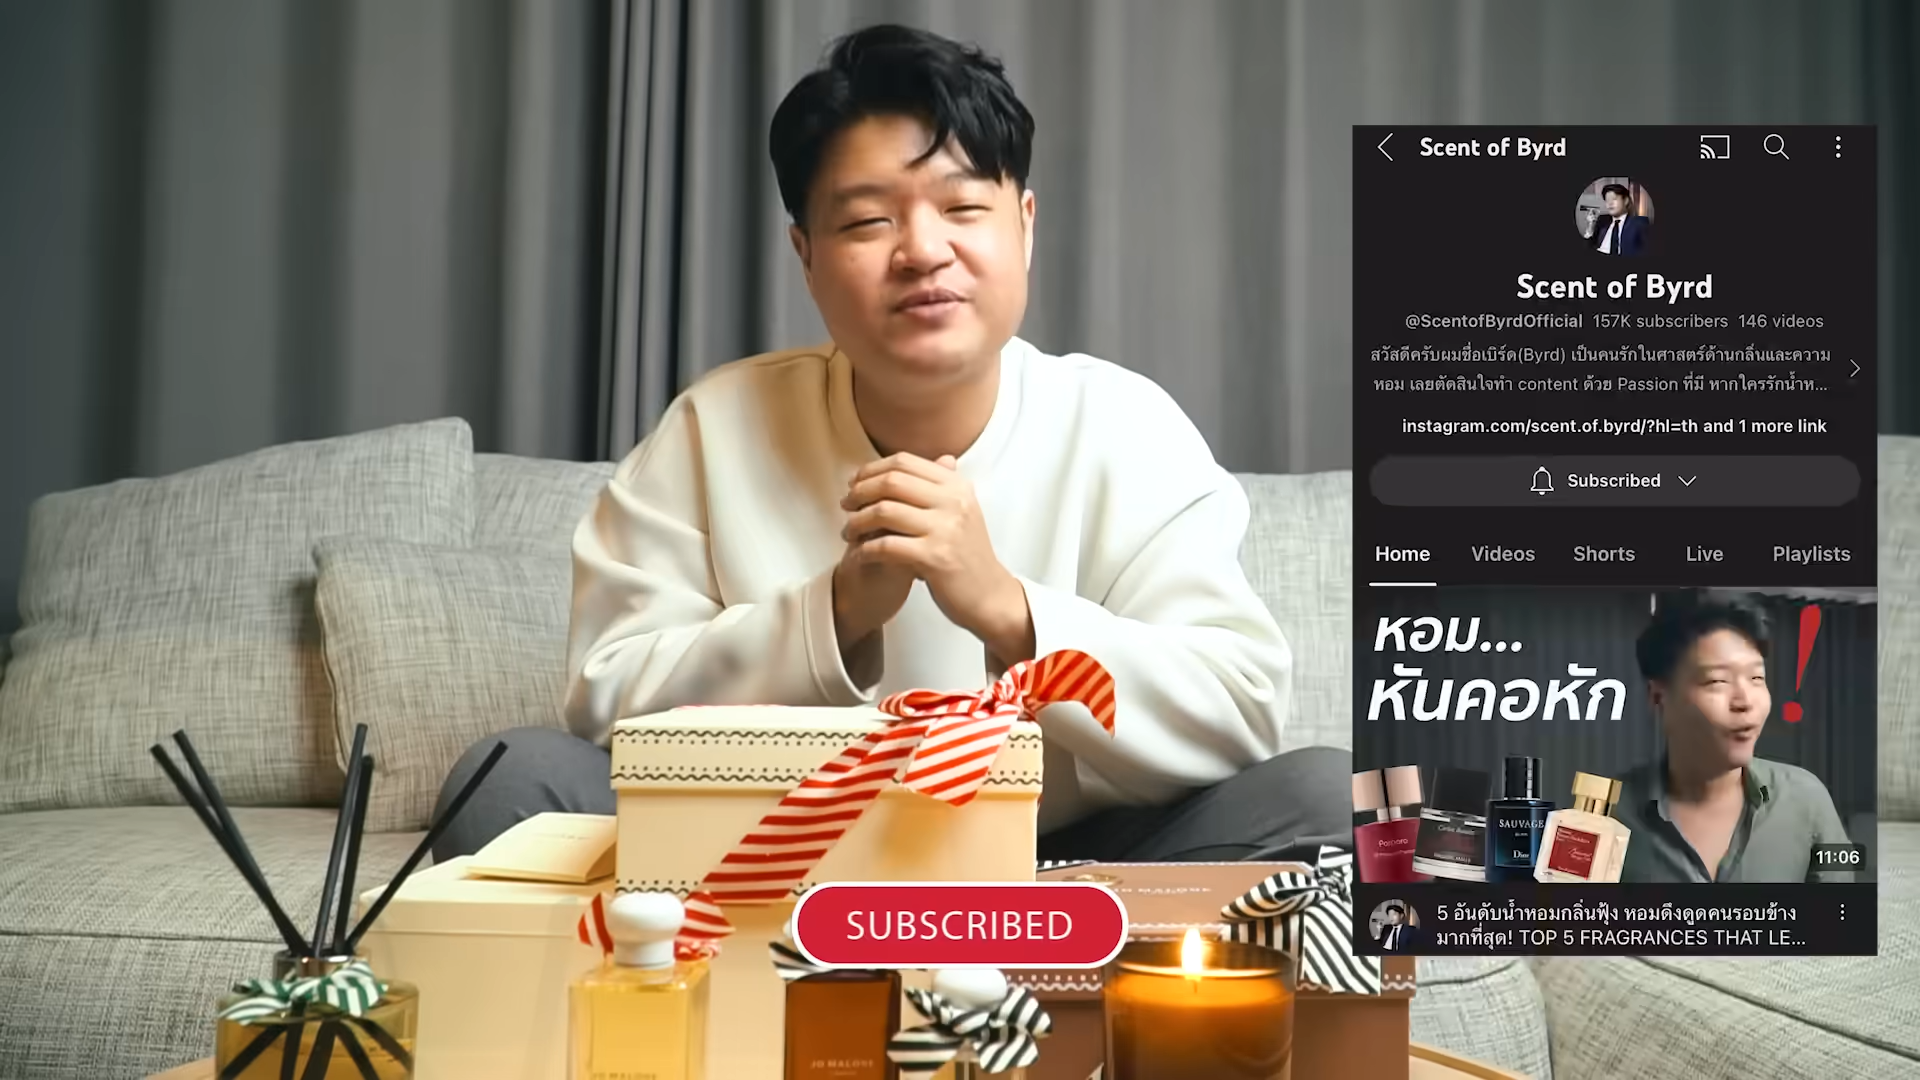 Scent of Byrd
Scent of Byrd
@ScentofByrdOfficial 157K subscribers 146 videos
สวัสดีครับผมชื่อเบิร์ด(Byrd) เป็นคนรักในศาสตร์ด้านกลิ่นและความ
หอม เลยตัดสินใจทำ content ด้วย Passion ที่มี หากใครรักน้ำห...
instagram.com/scent.of.byrd/?hl=th and 1 more link
Subscribed
Home Videos Shorts Live Playlists
หอม...
หันคอหัก
!
SAUVAGE
Dior
11:06
5 อันดับน้ำหอมกลิ่นฟุ้ง หอมดึงดูดคนรอบข้าง
มากที่สุด! TOP 5 FRAGRANCES THAT LE...
SUBSCRIBED
JO MALONE
JO MALONE